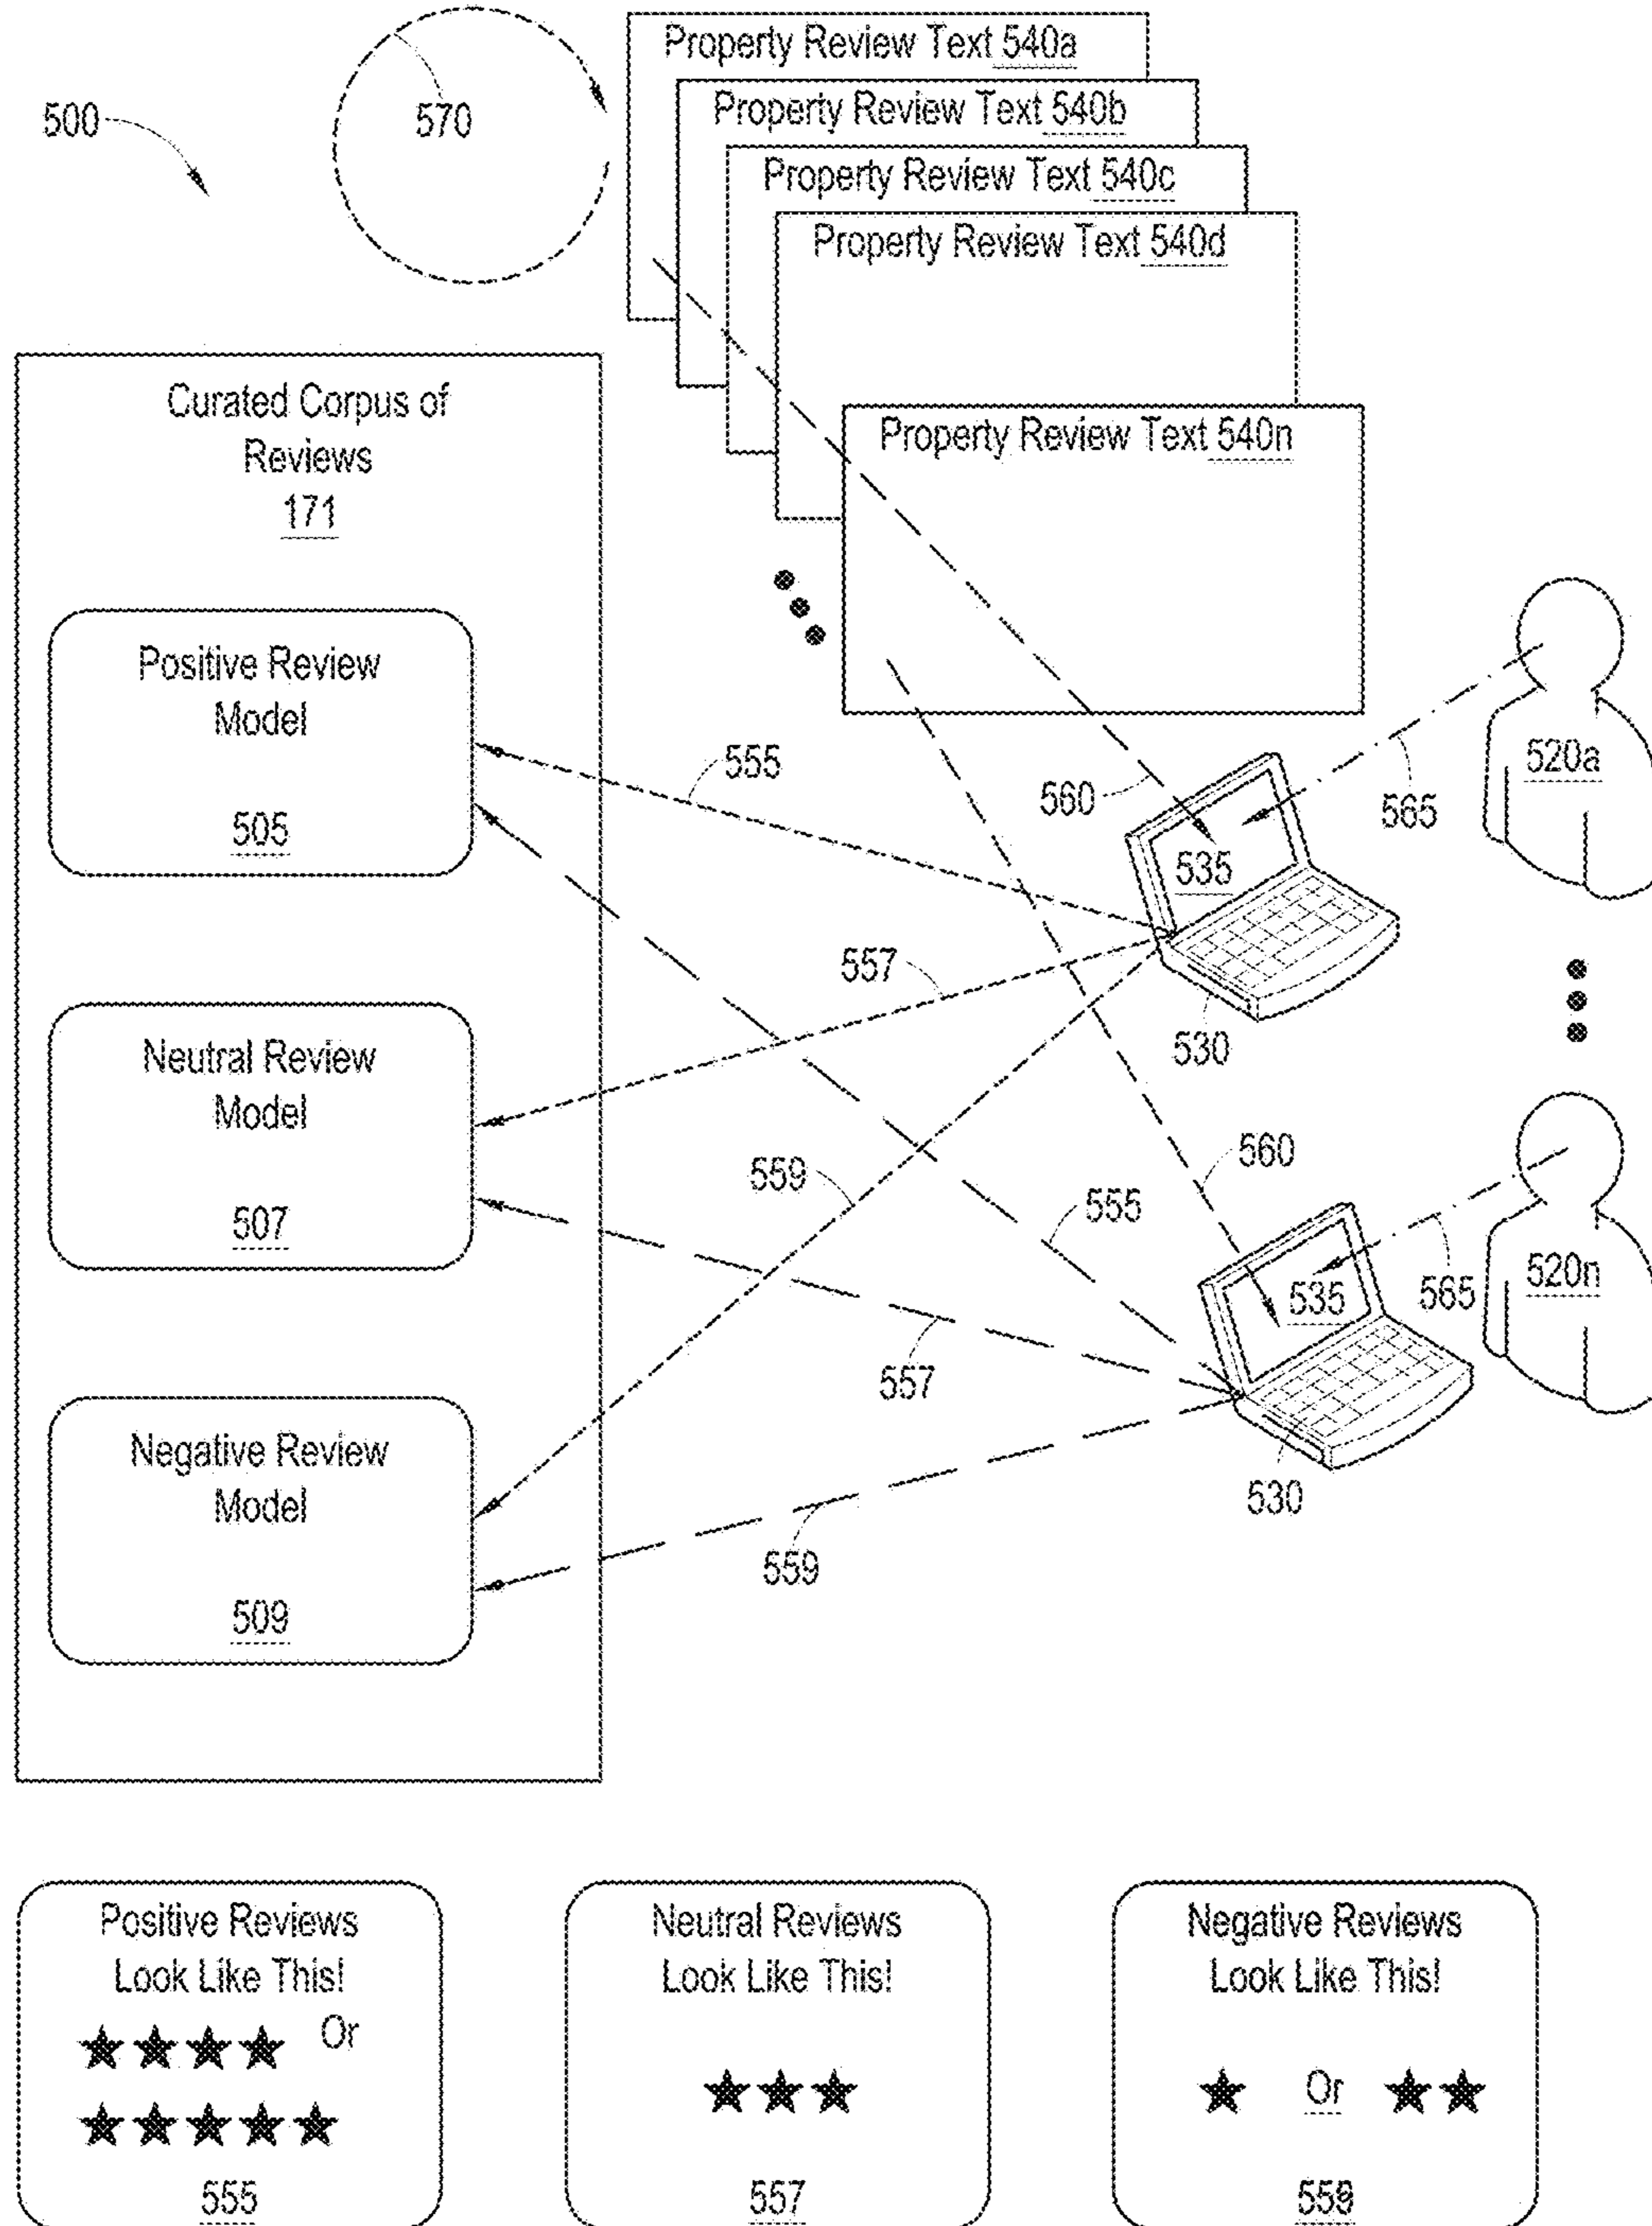 500
570
Property Review Text 540a
Property Review Text 540b
Property Review Text 540c
Property Review Text 540d
Property Review Text 540n
Curated Corpus of
Reviews
171
Positive Review
Model
505
Neutral Review
Model
507
Negative Review
Model
509
555
557
559
560
535
530
565
520a
555
557
559
560
535
530
565
520n
Positive Reviews
Look Like This!
Or
555
Neutral Reviews
Look Like This!
557
Negative Reviews
Look Like This!
Or
559